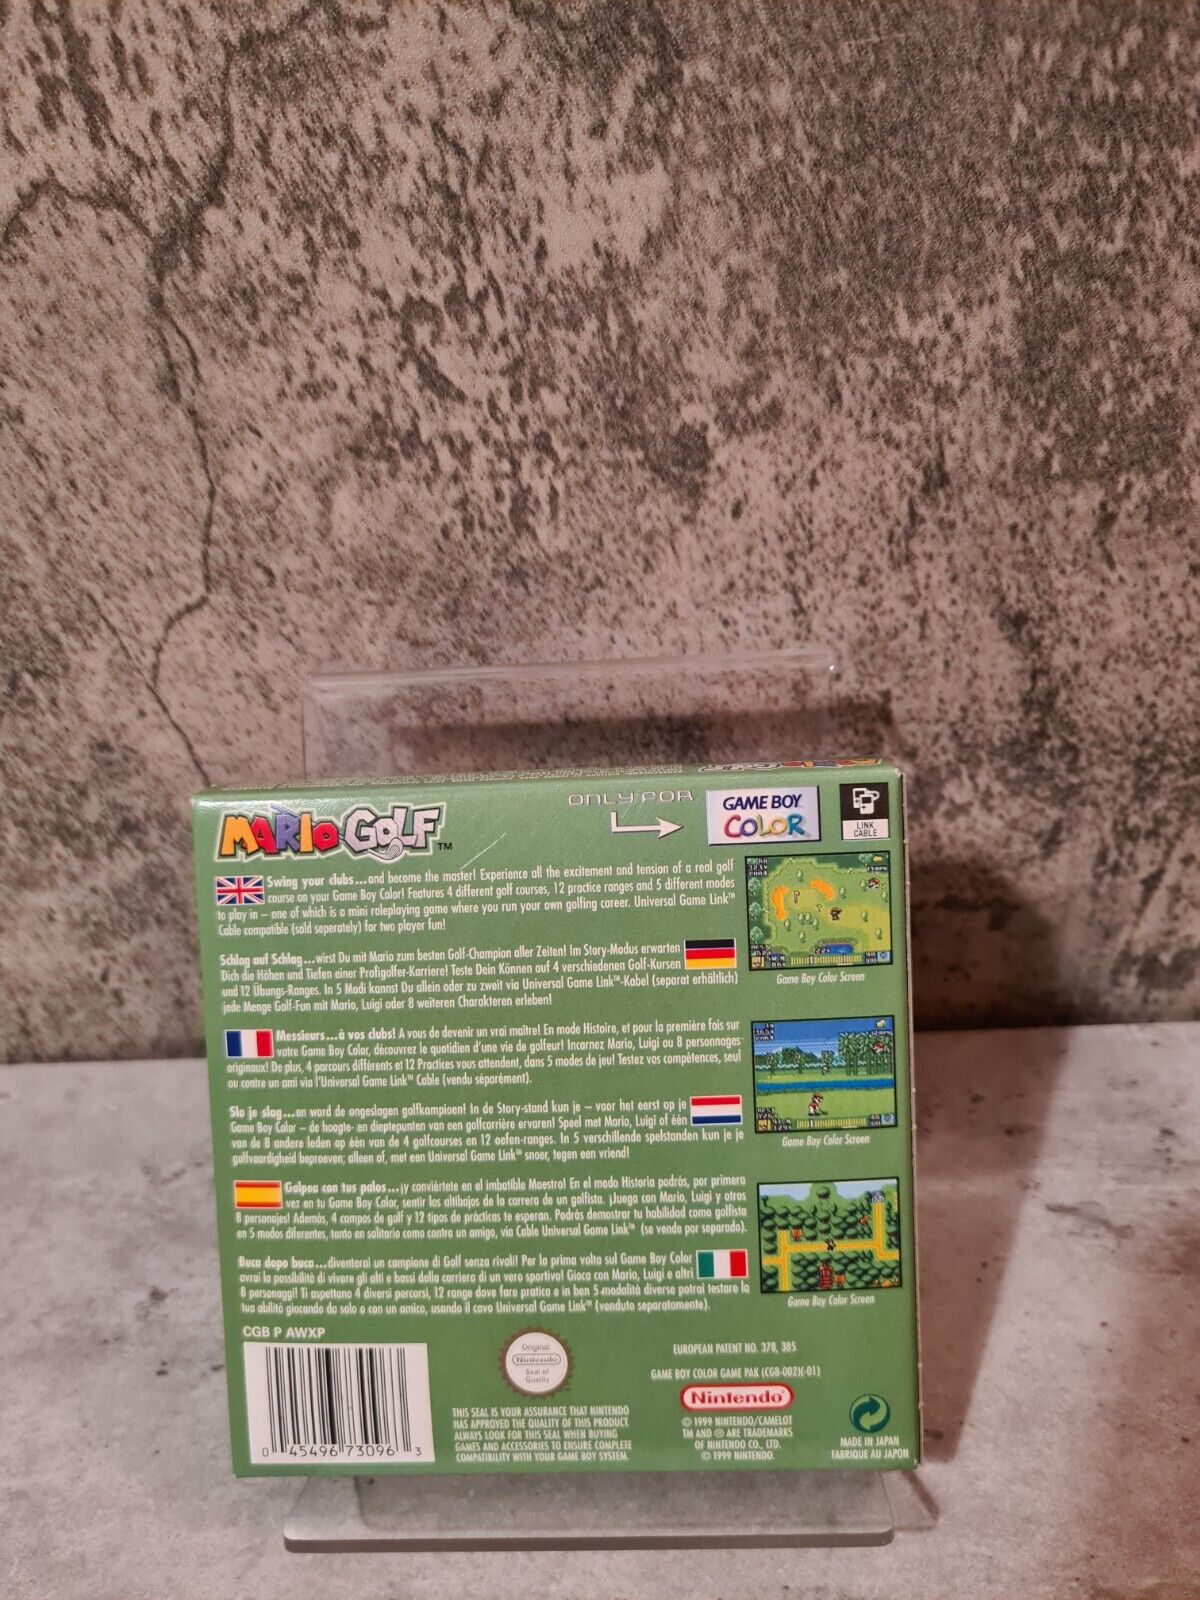 MARIO GOLF™
ONLY FOR
GAME BOY
COLOR
LINK
CABLE
Swing your clubs...and become the master! Experience all the excitement and tension of a real golf
course on your Game Boy Color! Features 4 different golf courses, 12 practice ranges and 5 different modes
to play in – one of which is a mini roleplaying game where you run your own golfing career. Universal Game Link™
Cable compatible (sold seperately) for two player fun!
Schlag auf Schlag...wirst Du mit Mario zum besten Golf-Champion aller Zeiten! Im Story-Modus erwarten
Dich die Höhen und Tiefen einer Profigolfer-Karriere! Teste Dein Können auf 4 verschiedenen Golf-Kursen
und 12 Übungs-Ranges. In 5 Modi kannst Du allein oder zu zweit via Universal Game Link™-Kabel (separat erhältlich)
jede Menge Golf-Fun mit Mario, Luigi oder 8 weiteren Charakteren erleben!
Messieurs...à vos clubs! A vous de devenir un vrai maître! En mode Histoire, et pour la première fois sur
votre Game Boy Color, découvrez le quotidien d'une vie de golfeur! Incarnez Mario, Luigi ou 8 personnages
originaux! De plus, 4 parcours différents et 12 Practices vous attendent, dans 5 modes de jeu! Testez vos compétences, seul
ou contre un ami via l'Universal Game Link™ Cable (vendu séparément).
Sla je slag...en word de ongeslagen golfkampioen! In de Story-stand kun je – voor het eerst op je
Game Boy Color – de hoogte- en dieptepunten van een golfcarrière ervaren! Speel met Mario, Luigi of één
van de 8 andere leden op één van de 4 golfcourses en 12 oefen-ranges. In 5 verschillende spelstanden kun je je
golfvaardigheid beproeven; alleen of, met een Universal Game Link™ snoer, tegen een vriend!
Golpea con tus palos...¡y conviértete en el imbatible Maestro! En el modo Historia podrás, por primera
vez en tu Game Boy Color, sentir los altibajos de la carrera de un golfista. ¡Juega con Mario, Luigi y otros
8 personajes! Además, 4 campos de golf y 12 tipos de prácticas te esperan. Podrás demostrar tu habilidad como golfista
en 5 modos diferentes, tanto en solitario como contra un amigo, via Cable Universal Game Link™ (se vende por separado).
Buca dopo buca...diventerai un campione di Golf senza rivali! Per la prima volta sul Game Boy Color
avrai la possibilità di vivere gli alti e bassi della carriera di un vero sportivo! Gioca con Mario, Luigi e altri
8 personaggi! Ti aspettano 4 diversi percorsi, 12 range dove fare pratica e in ben 5 modalità diverse potrai testare la
tua abilità giocando da solo o con un amico, usando il cavo Universal Game Link™ (venduto separatamente).
Game Boy Color Screen
Game Boy Color Screen
Game Boy Color Screen
CGB P AWXP
0 45496 73096 3
Original
Nintendo
Seal of
Quality
THIS SEAL IS YOUR ASSURANCE THAT NINTENDO
HAS APPROVED THE QUALITY OF THIS PRODUCT.
ALWAYS LOOK FOR THIS SEAL WHEN BUYING
GAMES AND ACCESSORIES TO ENSURE COMPLETE
COMPATIBILITY WITH YOUR GAME BOY SYSTEM.
EUROPEAN PATENT NO. 378, 385
GAME BOY COLOR GAME PAK (CGB-002)(-01)
Nintendo®
© 1999 NINTENDO/CAMELOT
TM AND ® ARE TRADEMARKS
OF NINTENDO CO., LTD.
© 1999 NINTENDO.
MADE IN JAPAN
FABRIQUE AU JAPON